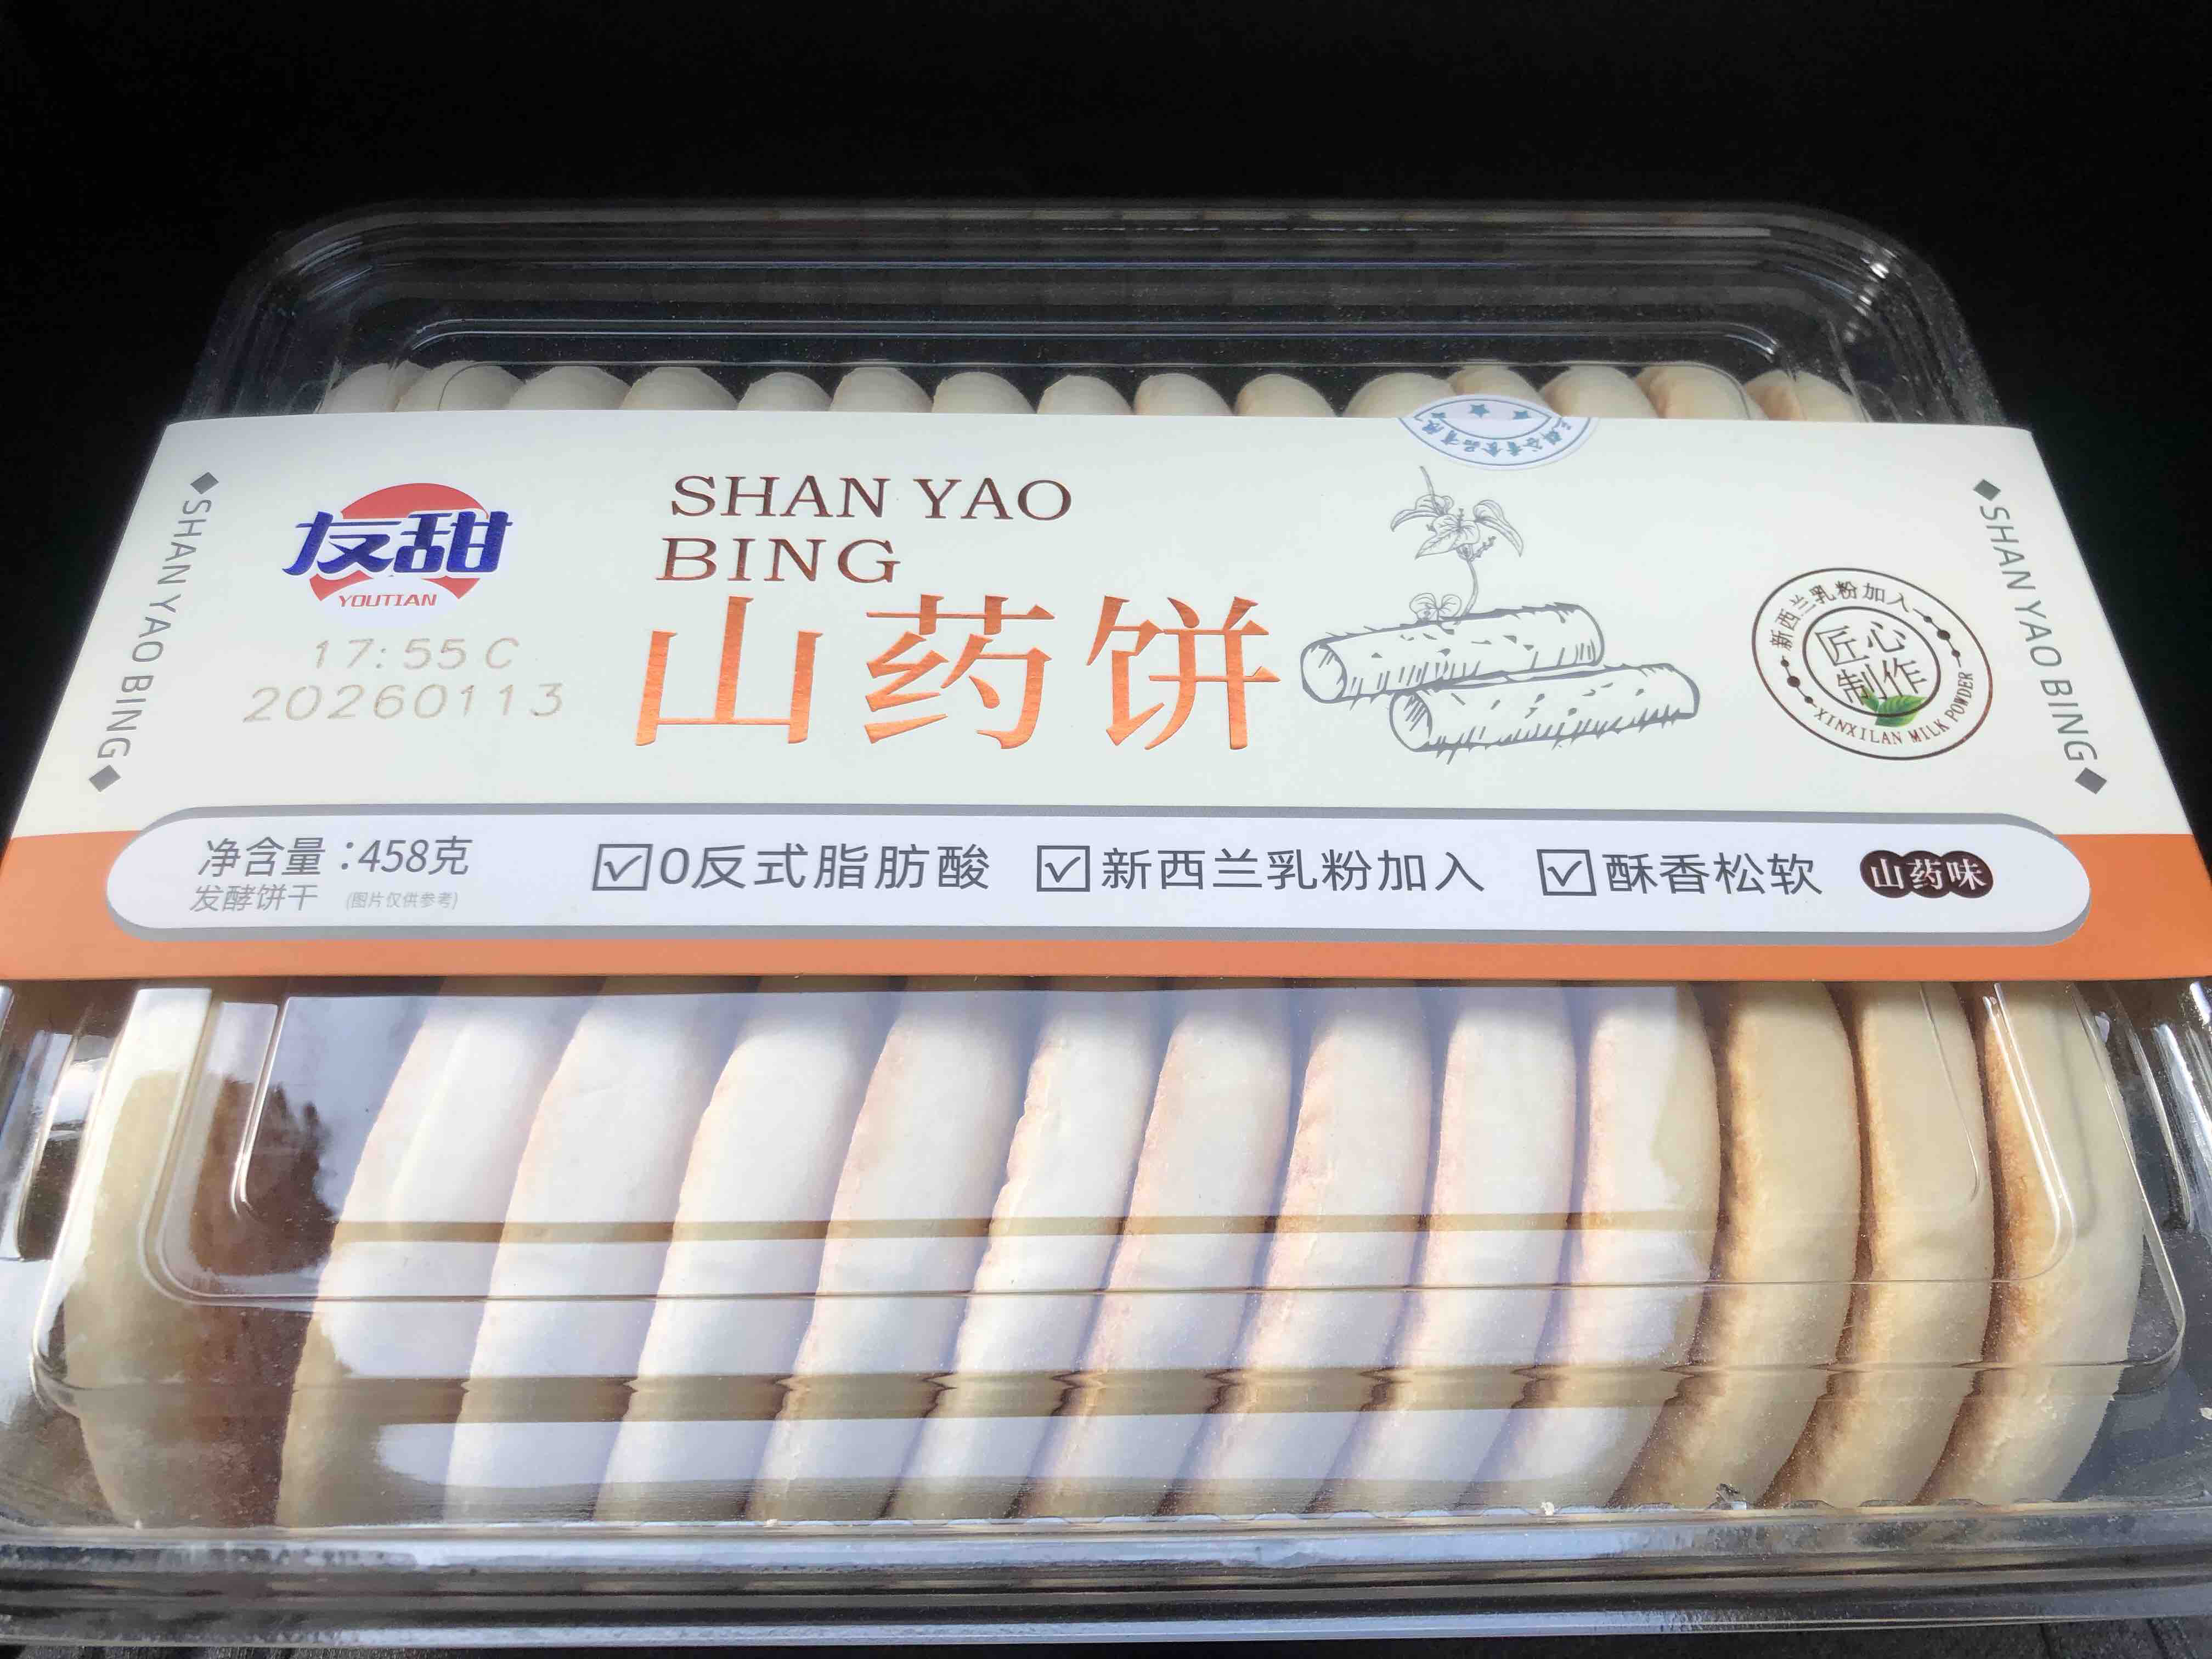 友甜
YOUTIAN
17:55 C
20260113
SHAN YAO
BING
山药饼
SHAN YAO BING
SHAN YAO BING
新西兰乳粉加入
匠心
制作
XINXILAN MILK POWDER
净含量:458克
发酵饼干 (图片仅供参考)
0反式脂肪酸
新西兰乳粉加入
酥香松软
山药味